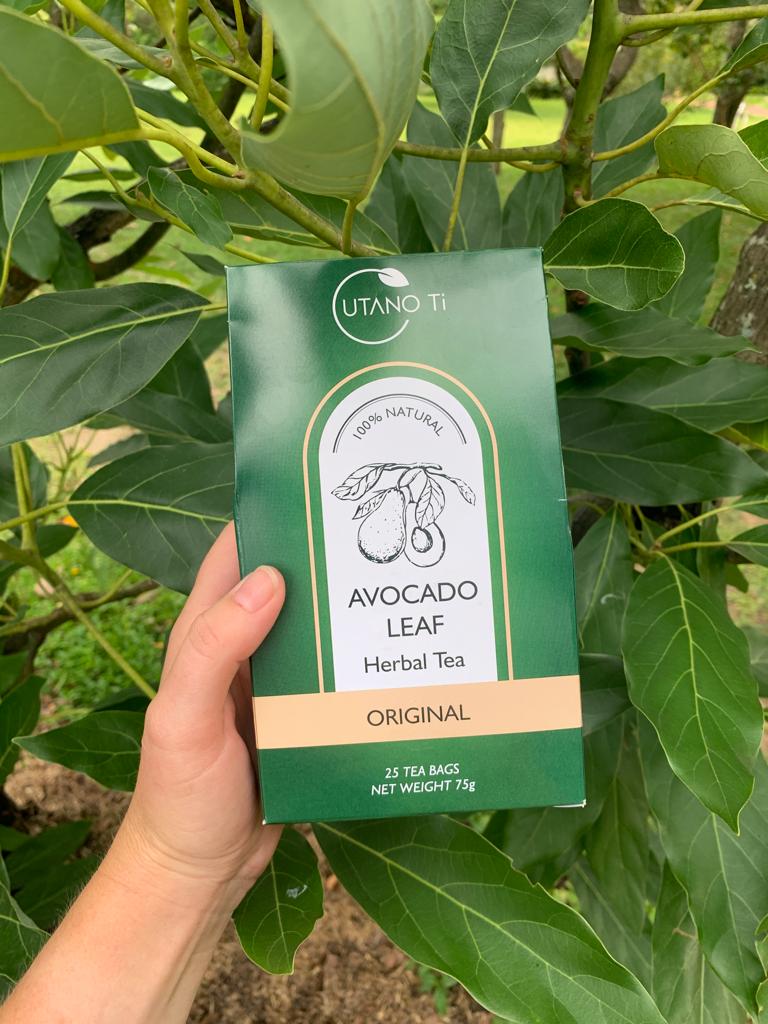 UTANO Ti
100% NATURAL
AVOCADO
LEAF
Herbal Tea
ORIGINAL
25 TEA BAGS
NET WEIGHT 75g